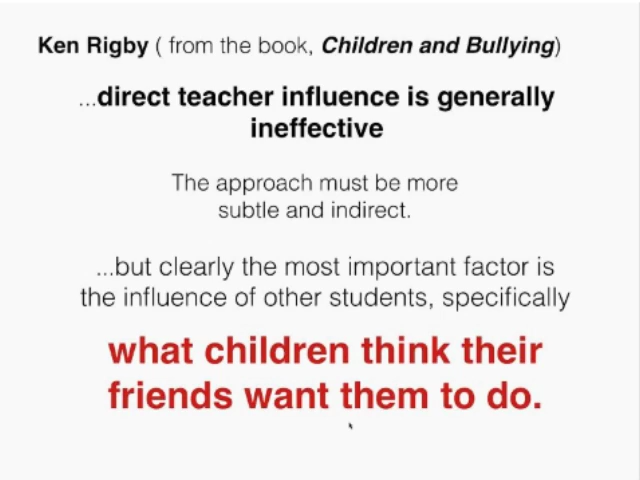 Ken Rigby ( from the book, Children and Bullying)
...direct teacher influence is generally
ineffective
The approach must be more
subtle and indirect.
...but clearly the most important factor is
the influence of other students, specifically
what children think their
friends want them to do.